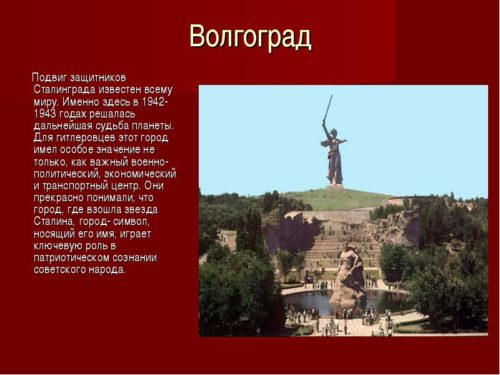 Волгоград
Подвиг защитников
Сталинграда известен всему
миру. Именно здесь в 1942-
1943 годах решалась
дальнейшая судьба планеты.
Для гитлеровцев этот город
имел особое значение не
только, как важный военно-
политический, экономический
и транспортный центр. Они
прекрасно понимали, что
город, где взошла звезда
Сталина, город- символ,
носящий его имя, играет
ключевую роль в
патриотическом сознании
советского народа.